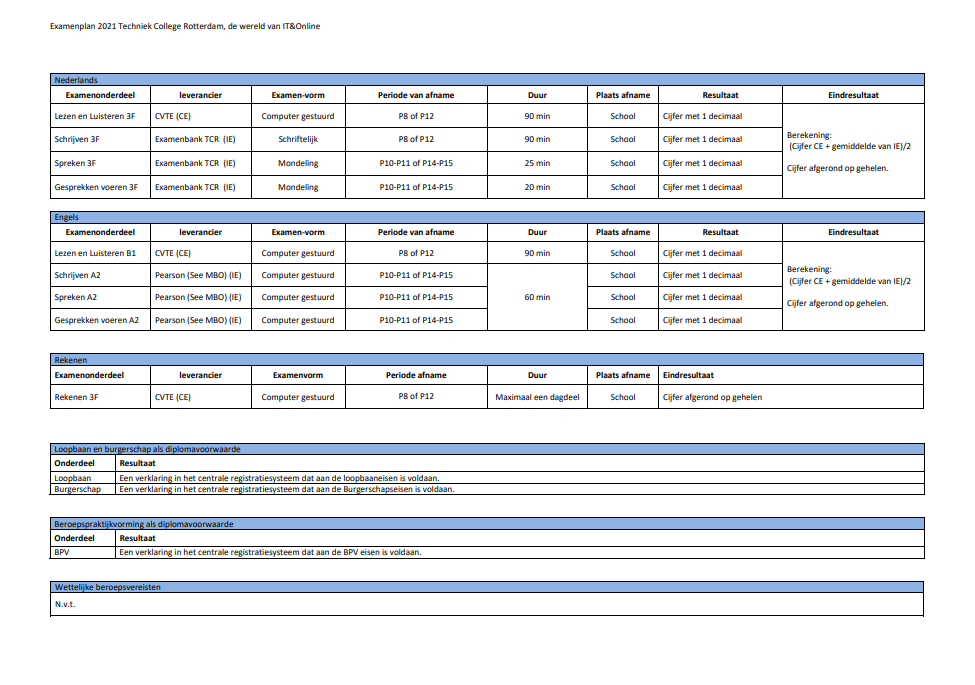 Examenplan 2021 Techniek College Rotterdam, de wereld van IT&Online
Nederlands
Examenonderdeel leverancier Examen-vorm Periode van afname Duur Plaats afname Resultaat Eindresultaat
Lezen en Luisteren 3F CVTE (CE) Computer gestuurd P8 of P12 90 min School Cijfer met 1 decimaal
Schrijven 3F Examenbank TCR (IE) Schriftelijk P8 of P12 90 min School Cijfer met 1 decimaal
Spreken 3F Examenbank TCR (IE) Mondeling P10-P11 of P14-P15 25 min School Cijfer met 1 decimaal
Gesprekken voeren 3F Examenbank TCR (IE) Mondeling P10-P11 of P14-P15 20 min School Cijfer met 1 decimaal
Berekening:
(Cijfer CE + gemiddelde van IE)/2
Cijfer afgerond op gehelen.
Engels
Examenonderdeel leverancier Examen-vorm Periode van afname Duur Plaats afname Resultaat Eindresultaat
Lezen en Luisteren B1 CVTE (CE) Computer gestuurd P8 of P12 90 min School Cijfer met 1 decimaal
Schrijven A2 Pearson (See MBO) (IE) Computer gestuurd P10-P11 of P14-P15 School Cijfer met 1 decimaal
Spreken A2 Pearson (See MBO) (IE) Computer gestuurd P10-P11 of P14-P15 60 min School Cijfer met 1 decimaal
Gesprekken voeren A2 Pearson (See MBO) (IE) Computer gestuurd P10-P11 of P14-P15 School Cijfer met 1 decimaal
Berekening:
(Cijfer CE + gemiddelde van IE)/2
Cijfer afgerond op gehelen.
Rekenen
Examenonderdeel leverancier Examenvorm Periode afname Duur Plaats afname Eindresultaat
Rekenen 3F CVTE (CE) Computer gestuurd P8 of P12 Maximaal een dagdeel School Cijfer afgerond op gehelen
Loopbaan en burgerschap als diplomavoorwaarde
Onderdeel Resultaat
Loopbaan Een verklaring in het centrale registratiesysteem dat aan de loopbaaneisen is voldaan.
Burgerschap Een verklaring in het centrale registratiesysteem dat aan de Burgerschapseisen is voldaan.
Beroepspraktijkvorming als diplomavoorwaarde
Onderdeel Resultaat
BPV Een verklaring in het centrale registratiesysteem dat aan de BPV eisen is voldaan.
Wettelijke beroepsvereisten
N.v.t.